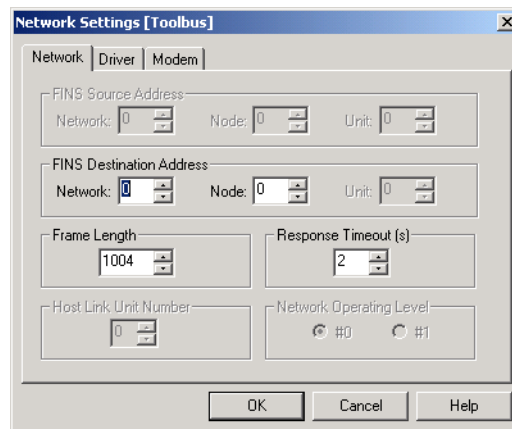 Network Settings [Toolbus]
Network Driver Modem
FINS Source Address
Network: 0 Node: 0 Unit: 0
FINS Destination Address
Network: 0 Node: 0 Unit: 0
Frame Length Response Timeout (s)
1004 2
Host Link Unit Number Network Operating Level
0 #0 #1
OK Cancel Help